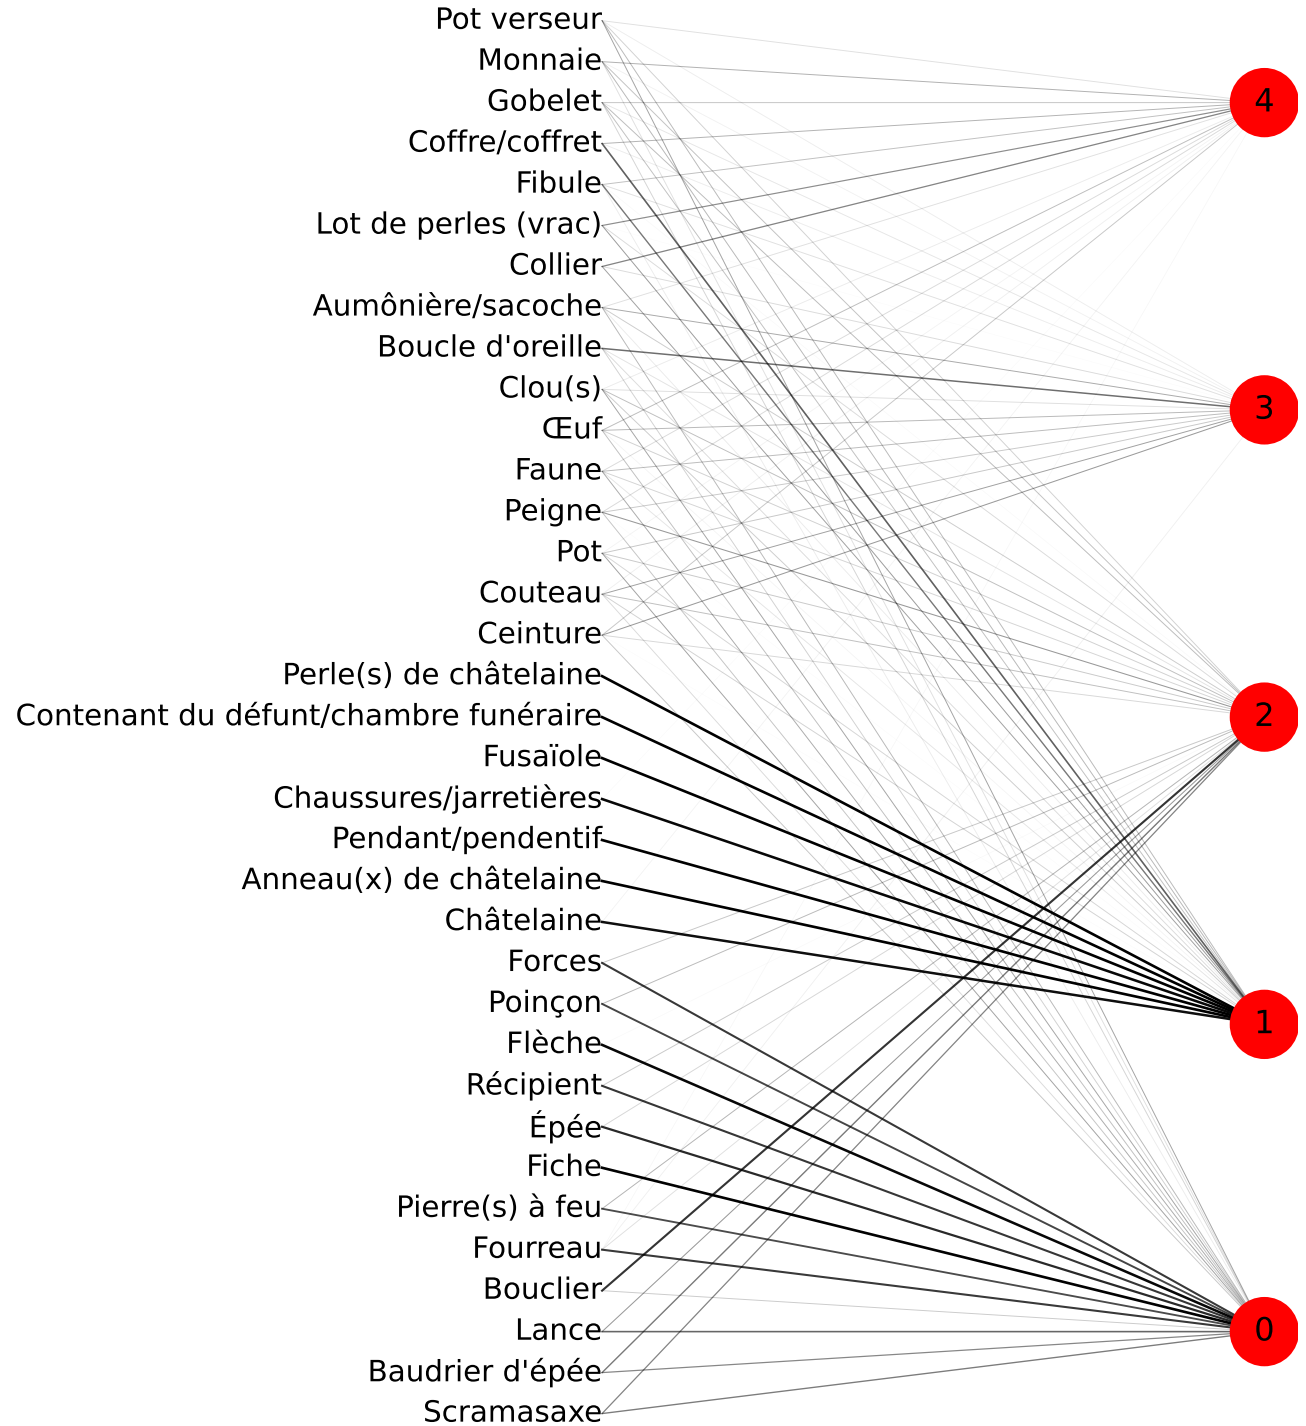 Pot verseur
Monnaie
Gobelet
4
Coffre/coffret
Fibule
Lot de perles (vrac)
Collier
Aumônière/sacoche
Boucle d'oreille
Clou(s)
3
Œuf
Faune
Peigne
Pot
Couteau
Ceinture
Perle(s) de châtelaine
Contenant du défunt/chambre funéraire
2
Fusaïole
Chaussures/jarretières
Pendant/pendentif
Anneau(x) de châtelaine
Châtelaine
Forces
Poinçon
1
Flèche
Récipient
Épée
Fiche
Pierre(s) à feu
Fourreau
Bouclier
Lance
0
Baudrier d'épée
Scramasaxe